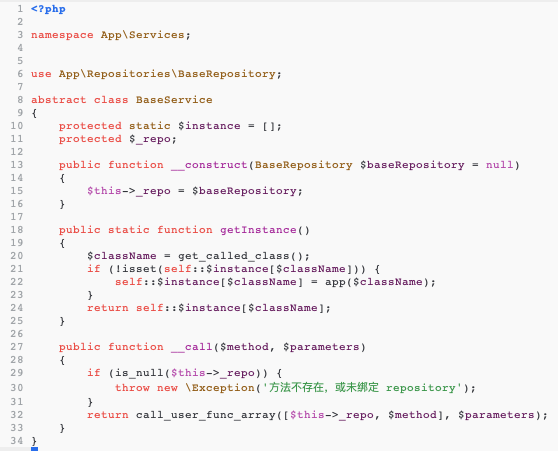 1 <?php
2
3 namespace App\Services;
4
5
6 use App\Repositories\BaseRepository;
7
8 abstract class BaseService
9 {
10     protected static $instance = [];
11     protected $_repo;
12
13     public function __construct(BaseRepository $baseRepository = null)
14     {
15         $this->_repo = $baseRepository;
16     }
17
18     public static function getInstance()
19     {
20         $className = get_called_class();
21         if (!isset(self::$instance[$className])) {
22             self::$instance[$className] = app($className);
23         }
24         return self::$instance[$className];
25     }
26
27     public function __call($method, $parameters)
28     {
29         if (is_null($this->_repo)) {
30             throw new \Exception('方法不存在，或未绑定 repository');
31         }
32         return call_user_func_array([$this->_repo, $method], $parameters);
33     }
34 }